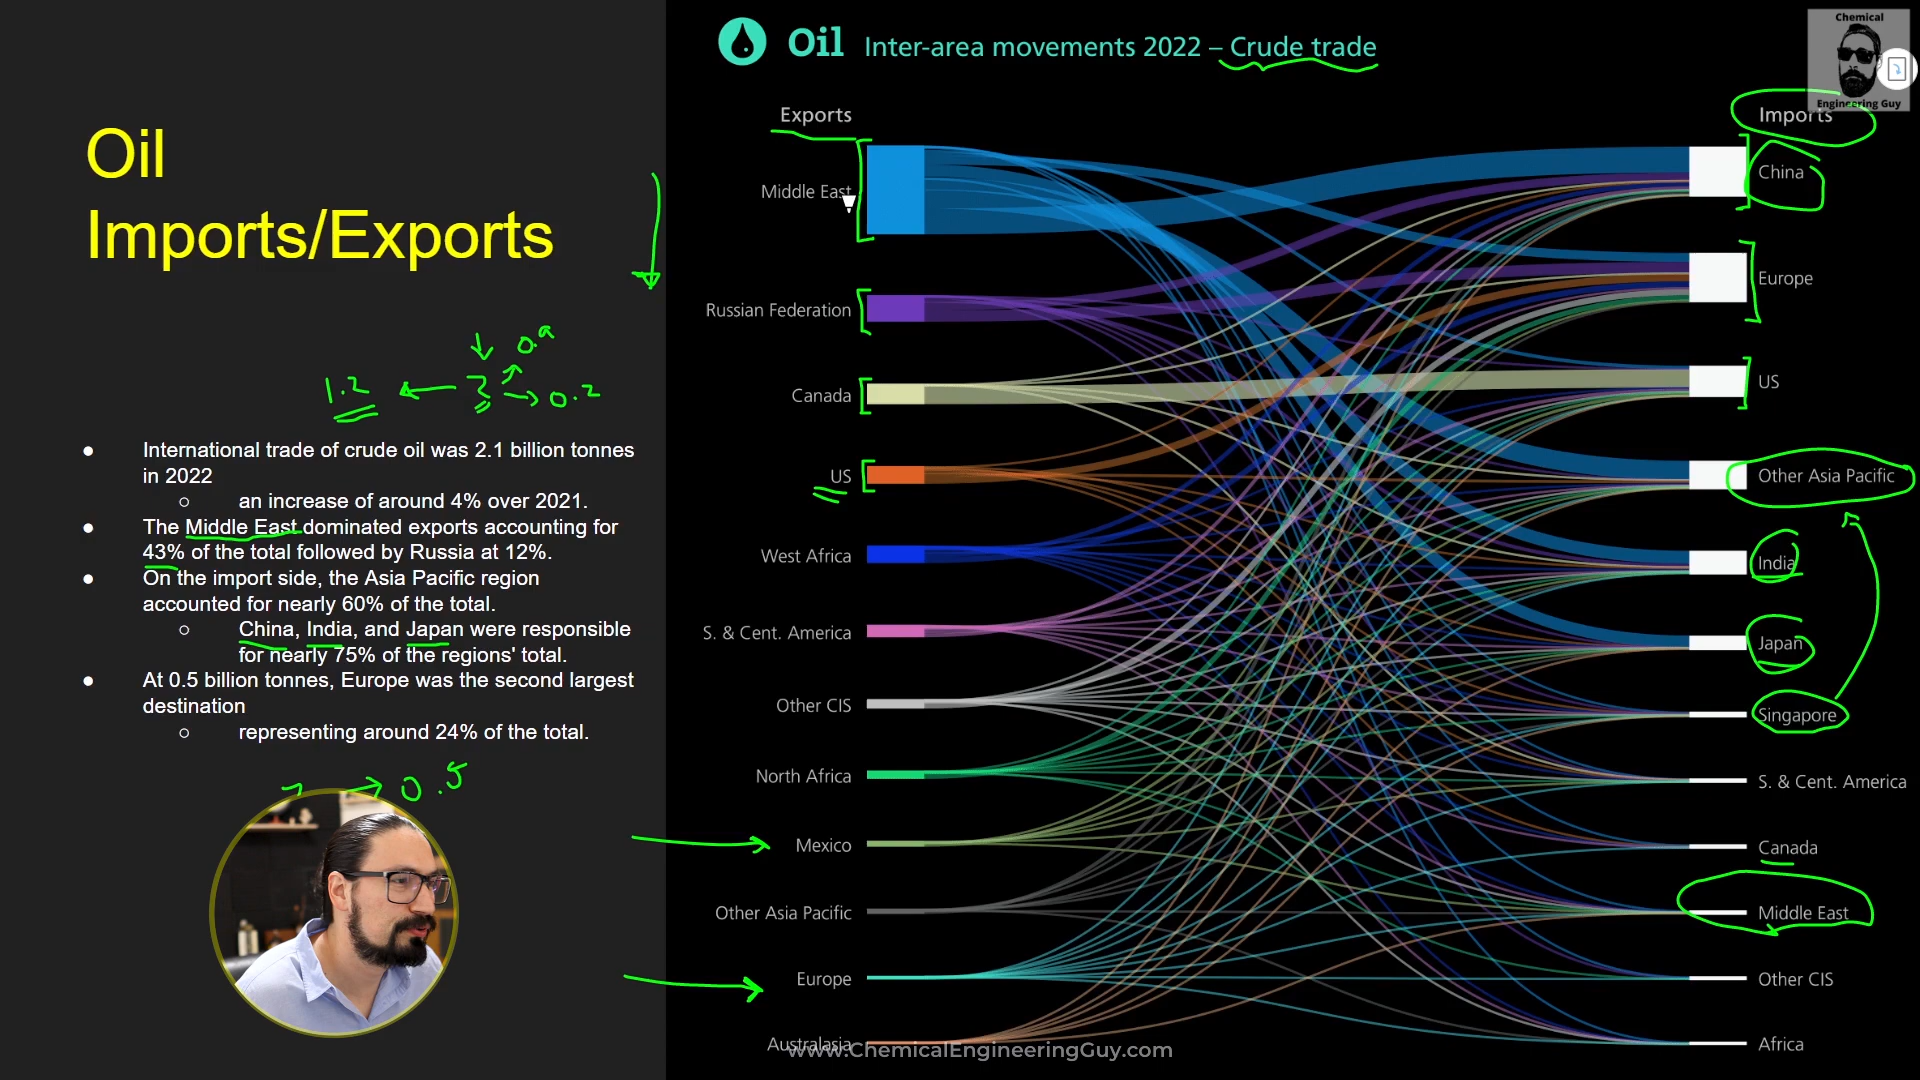 Oil
Imports/Exports
1.2
3
0.9
0.2
● International trade of crude oil was 2.1 billion tonnes
in 2022
○ an increase of around 4% over 2021.
● The Middle East dominated exports accounting for
43% of the total followed by Russia at 12%.
● On the import side, the Asia Pacific region
accounted for nearly 60% of the total.
○ China, India, and Japan were responsible
for nearly 75% of the regions' total.
● At 0.5 billion tonnes, Europe was the second largest
destination
○ representing around 24% of the total.
0.5
Oil Inter-area movements 2022 – Crude trade
Exports
Middle East
Russian Federation
Canada
US
West Africa
S. & Cent. America
Other CIS
North Africa
Mexico
Other Asia Pacific
Europe
Australasia
Imports
China
Europe
US
Other Asia Pacific
India
Japan
Singapore
S. & Cent. America
Canada
Middle East
Other CIS
Africa
Chemical
Engineering Guy
www.ChemicalEngineeringGuy.com